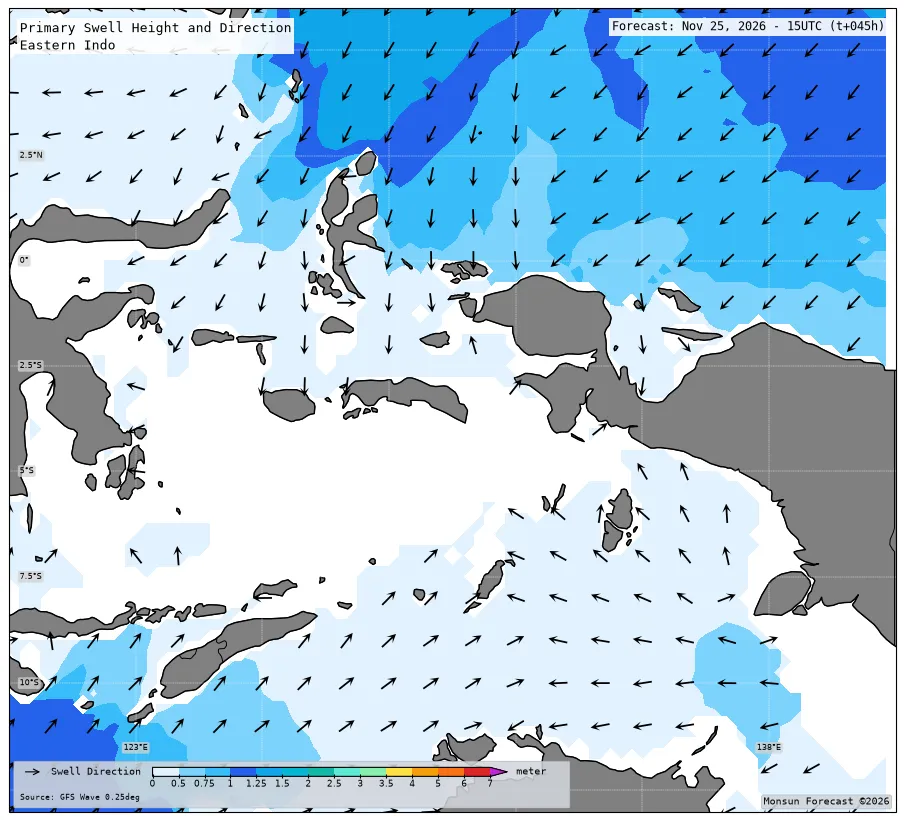 Primary Swell Height and Direction
Eastern Indo
Forecast: Nov 25, 2026 - 15UTC (t+045h)
2.5°N
0°
2.5°S
5°S
7.5°S
10°S
123°E
138°E
Swell Direction
0 0.5 0.75 1 1.25 1.5 1.75 2 2.5 3 3.5 4 5 6 7
meter
Source: GFS Wave 0.25deg
Monsun Forecast ©2026